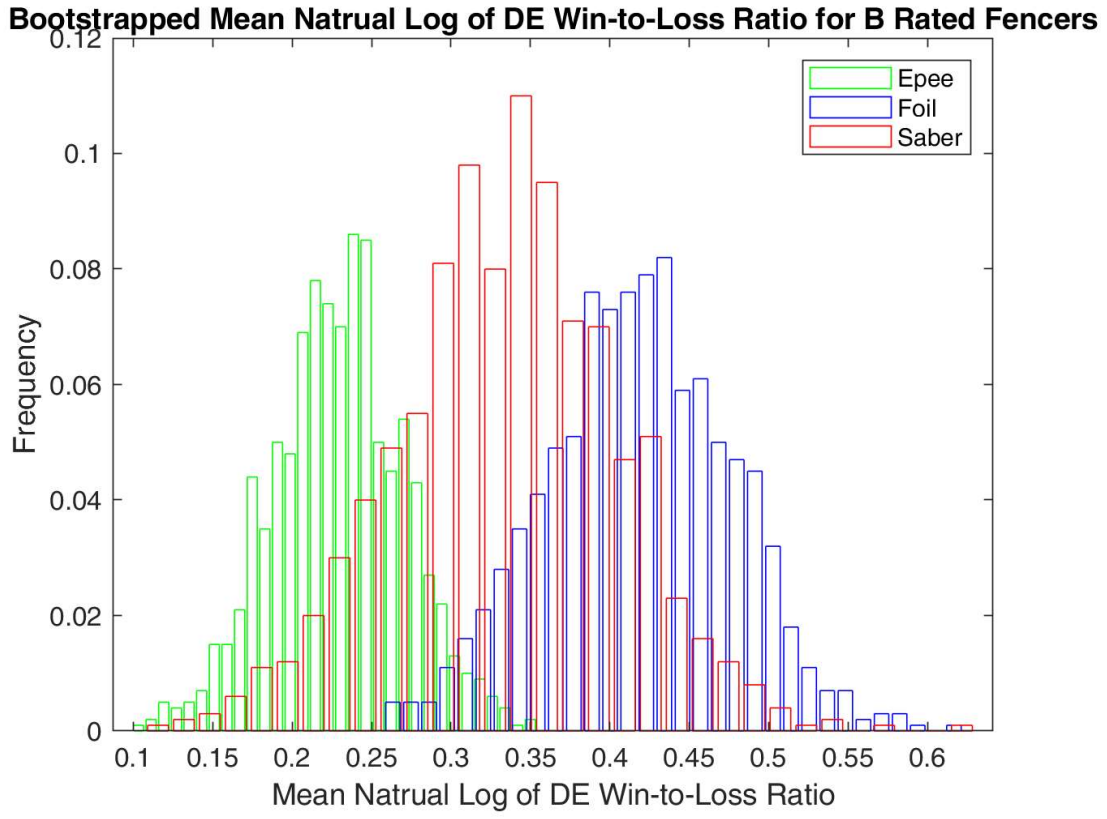 Bootstrapped Mean Natrual Log of DE Win-to-Loss Ratio for B Rated Fencers
0.12
0.1
0.08
0.06
0.04
0.02
0
Frequency
Epee
Foil
Saber
0.1 0.15 0.2 0.25 0.3 0.35 0.4 0.45 0.5 0.55 0.6
Mean Natrual Log of DE Win-to-Loss Ratio